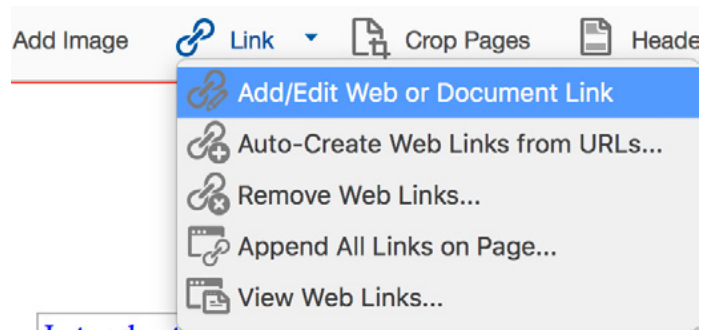 Add Image Link Crop Pages
Add/Edit Web or Document Link
Auto-Create Web Links from URLs...
Remove Web Links...
Append All Links on Page...
View Web Links...